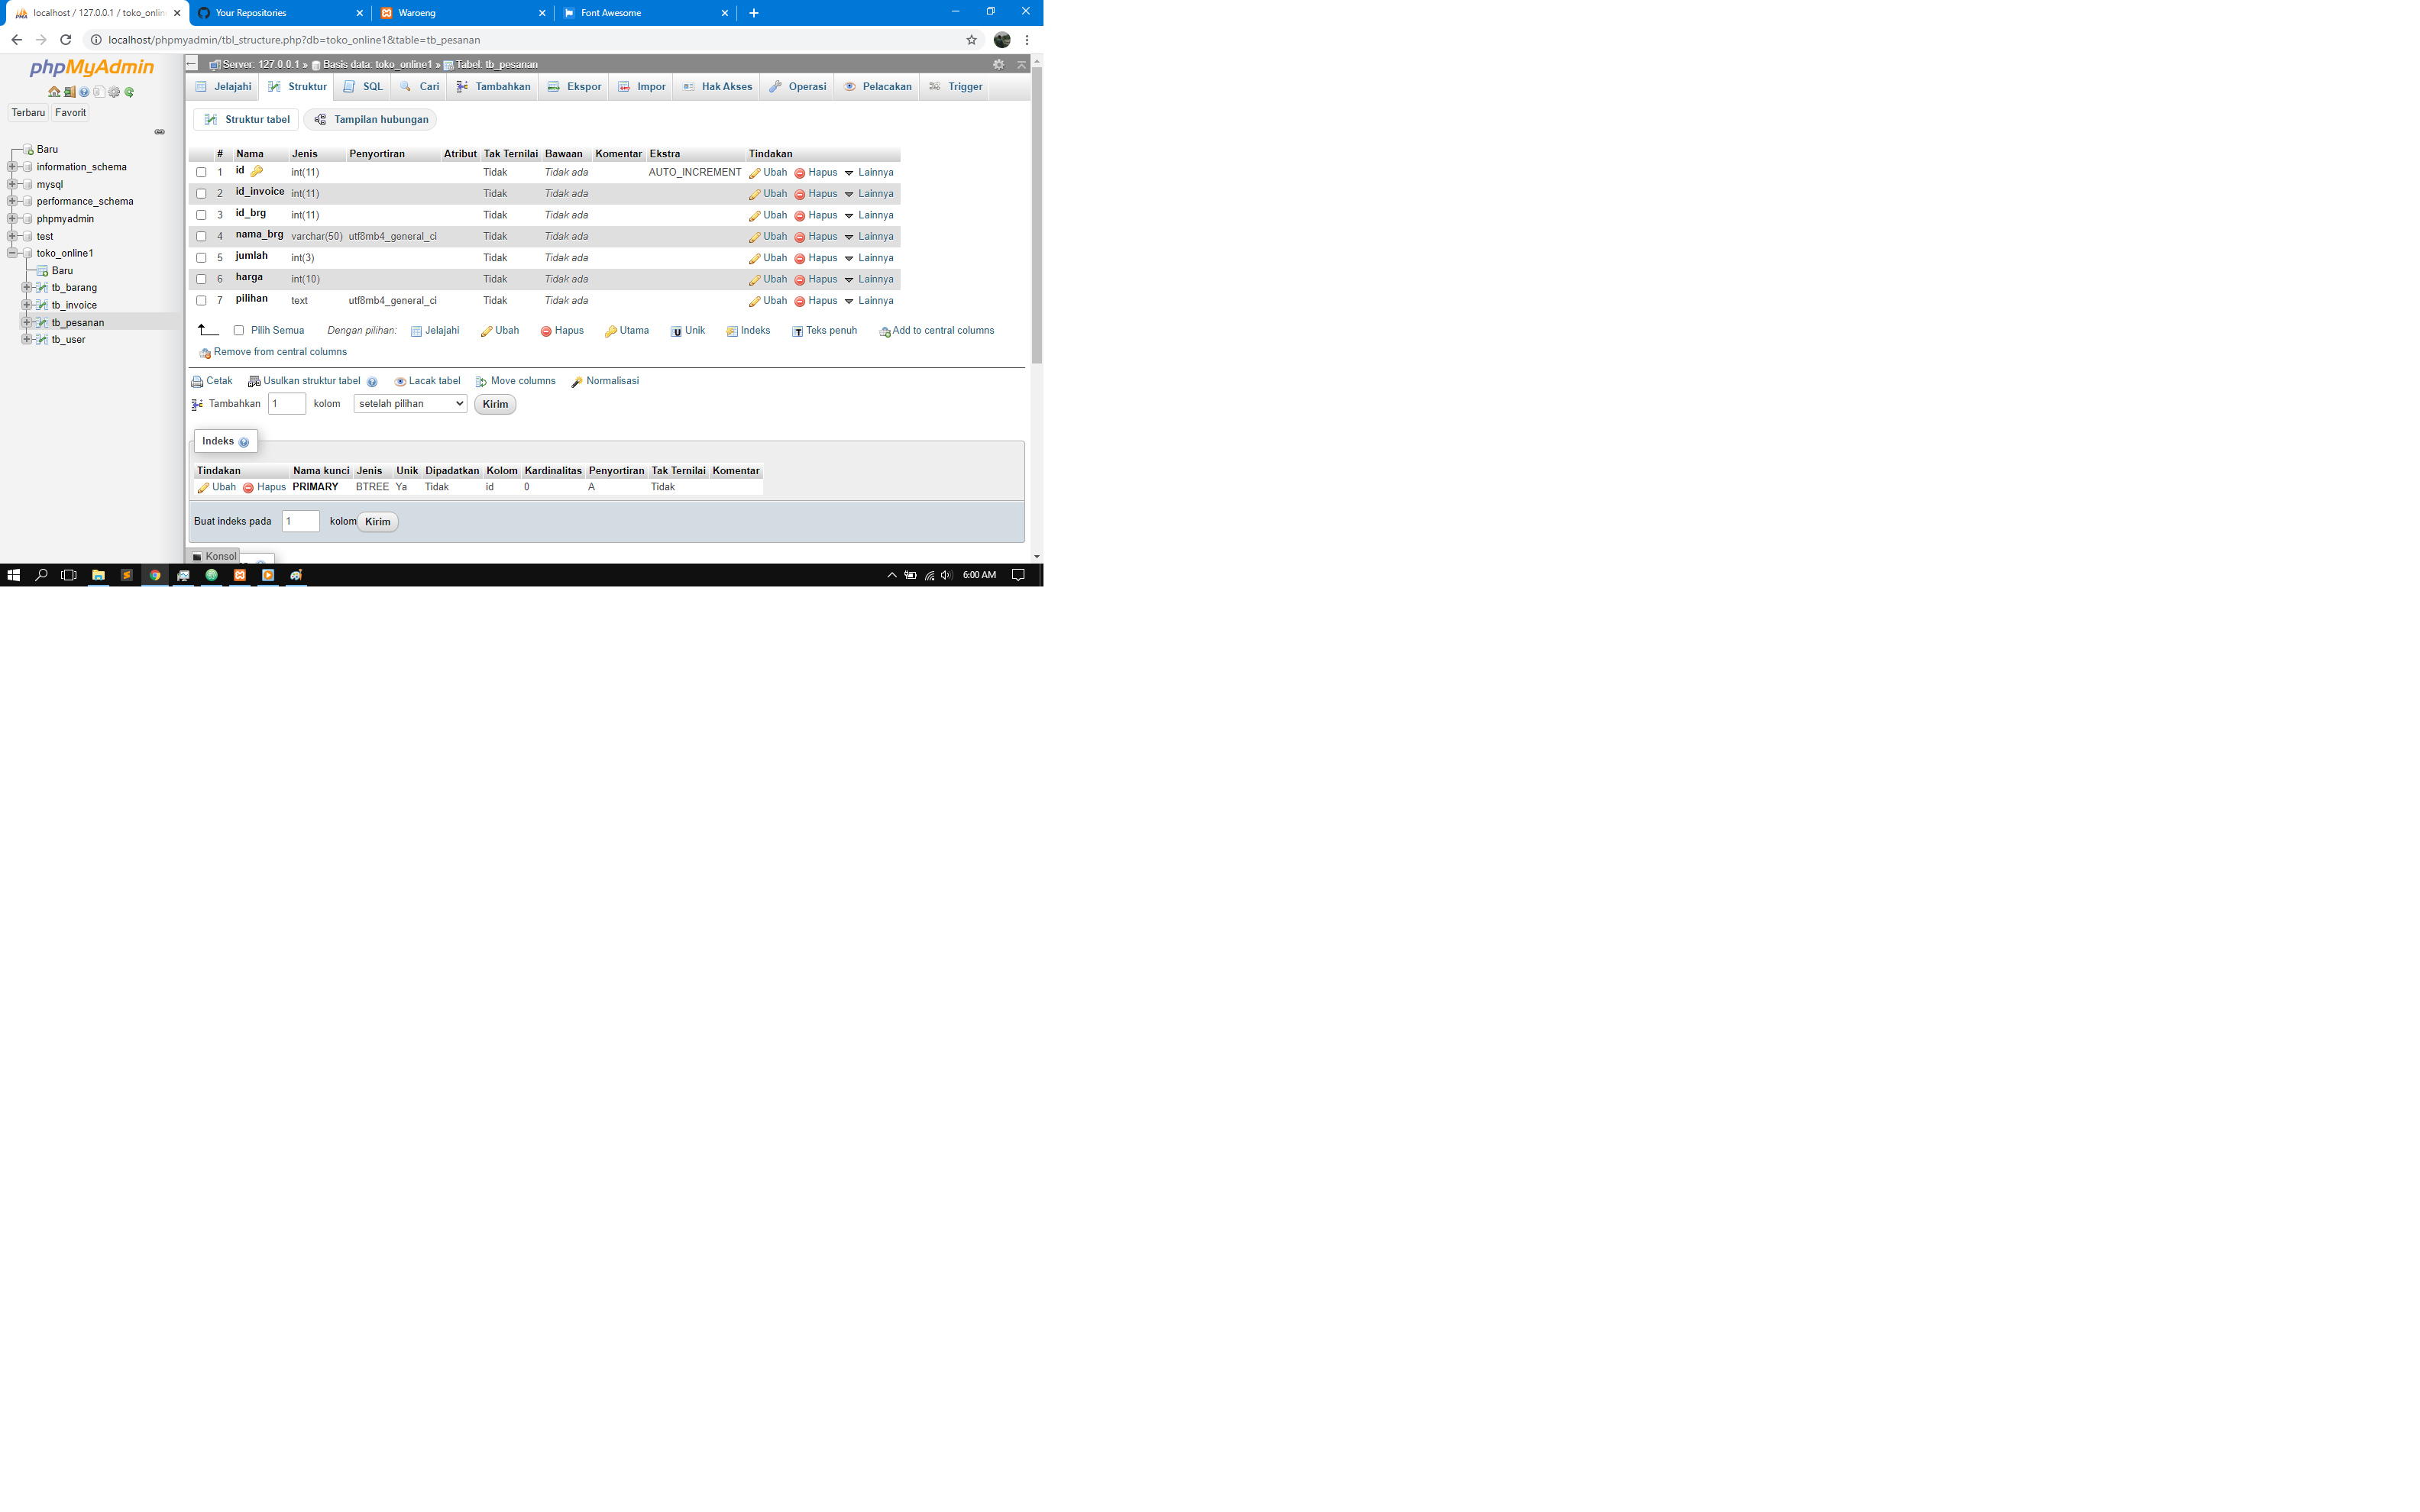 localhost / 127.0.0.1 / toko_onlin
Your Repositories
Waroeng
Font Awesome
localhost/phpmyadmin/tbl_structure.php?db=toko_online1&table=tb_pesanan
phpMyAdmin
Terbaru Favorit
Baru
information_schema
mysql
performance_schema
phpmyadmin
test
toko_online1
Baru
tb_barang
tb_invoice
tb_pesanan
tb_user
Server: 127.0.0.1 » Basis data: toko_online1 » Tabel: tb_pesanan
Jelajahi Struktur SQL Cari Tambahkan Ekspor Impor Hak Akses Operasi Pelacakan Trigger
Struktur tabel Tampilan hubungan
# Nama Jenis Penyortiran Atribut Tak Ternilai Bawaan Komentar Ekstra Tindakan
1 id int(11) Tidak Tidak ada AUTO_INCREMENT Ubah Hapus Lainnya
2 id_invoice int(11) Tidak Tidak ada Ubah Hapus Lainnya
3 id_brg int(11) Tidak Tidak ada Ubah Hapus Lainnya
4 nama_brg varchar(50) utf8mb4_general_ci Tidak Tidak ada Ubah Hapus Lainnya
5 jumlah int(3) Tidak Tidak ada Ubah Hapus Lainnya
6 harga int(10) Tidak Tidak ada Ubah Hapus Lainnya
7 pilihan text utf8mb4_general_ci Tidak Tidak ada Ubah Hapus Lainnya
Pilih Semua Dengan pilihan: Jelajahi Ubah Hapus Utama Unik Indeks Teks penuh Add to central columns
Remove from central columns
Cetak Usulkan struktur tabel Lacak tabel Move columns Normalisasi
Tambahkan 1 kolom setelah pilihan Kirim
Indeks
Tindakan Nama kunci Jenis Unik Dipadatkan Kolom Kardinalitas Penyortiran Tak Ternilai Komentar
Ubah Hapus PRIMARY BTREE Ya Tidak id 0 A Tidak
Buat indeks pada 1 kolom Kirim
Konsol
6:00 AM